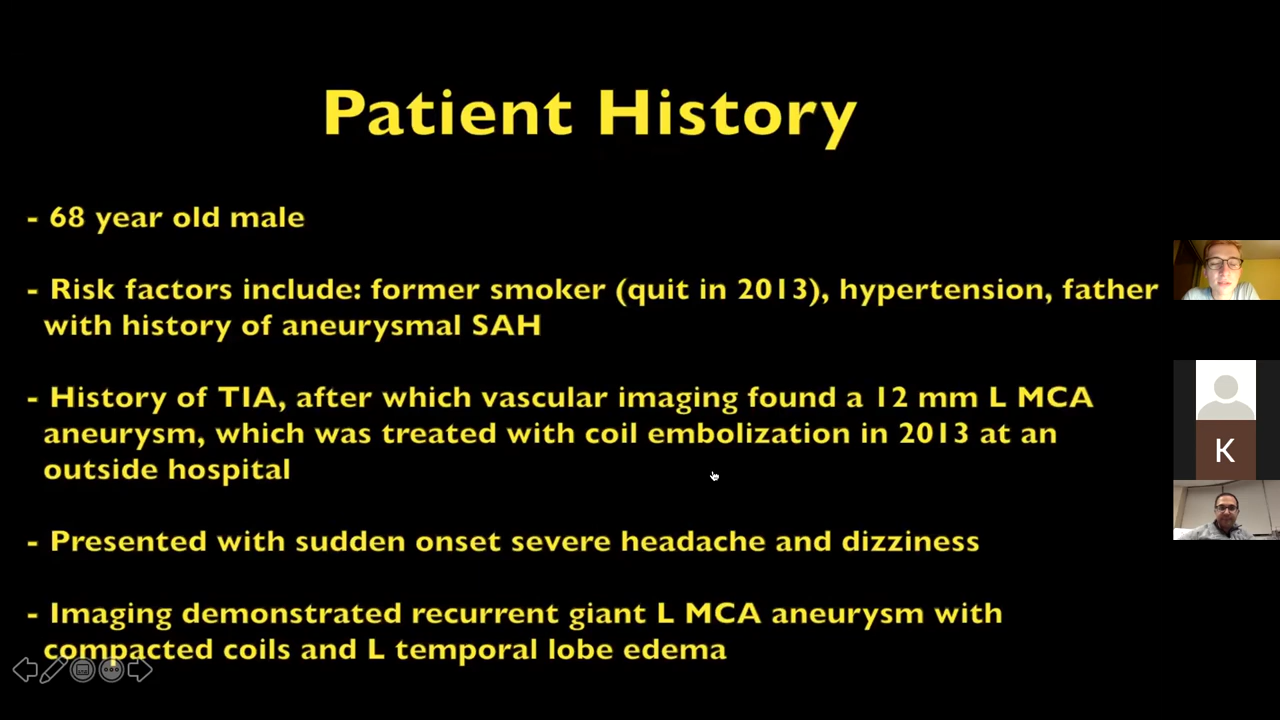 Patient History
- 68 year old male
- Risk factors include: former smoker (quit in 2013), hypertension, father
with history of aneurysmal SAH
- History of TIA, after which vascular imaging found a 12 mm L MCA
aneurysm, which was treated with coil embolization in 2013 at an
outside hospital
- Presented with sudden onset severe headache and dizziness
- Imaging demonstrated recurrent giant L MCA aneurysm with
compacted coils and L temporal lobe edema
K